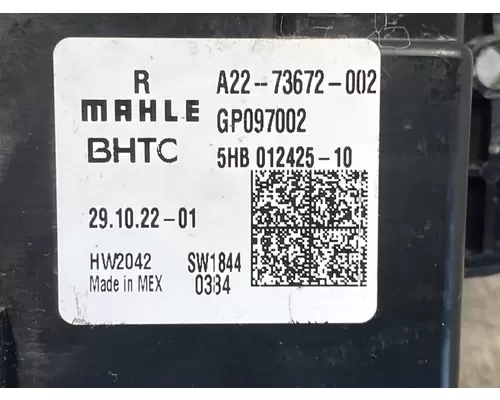 R A22-73672-002
MAHLE GP097002
BHTC 5HB 012425-10
29.10.22-01
HW2042 SW1844
Made in MEX 0384